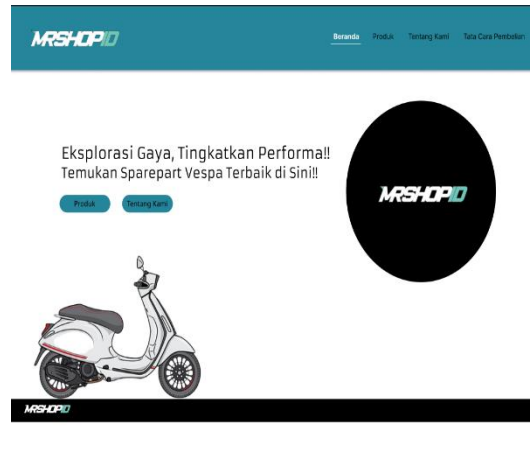 MRSHOPID
Beranda Produk Tentang Kami Tata Cara Pembelian
Eksplorasi Gaya, Tingkatkan Performa!!
Temukan Sparepart Vespa Terbaik di Sini!!
Produk Tentang Kami
MRSHOPID
MRSHOPID